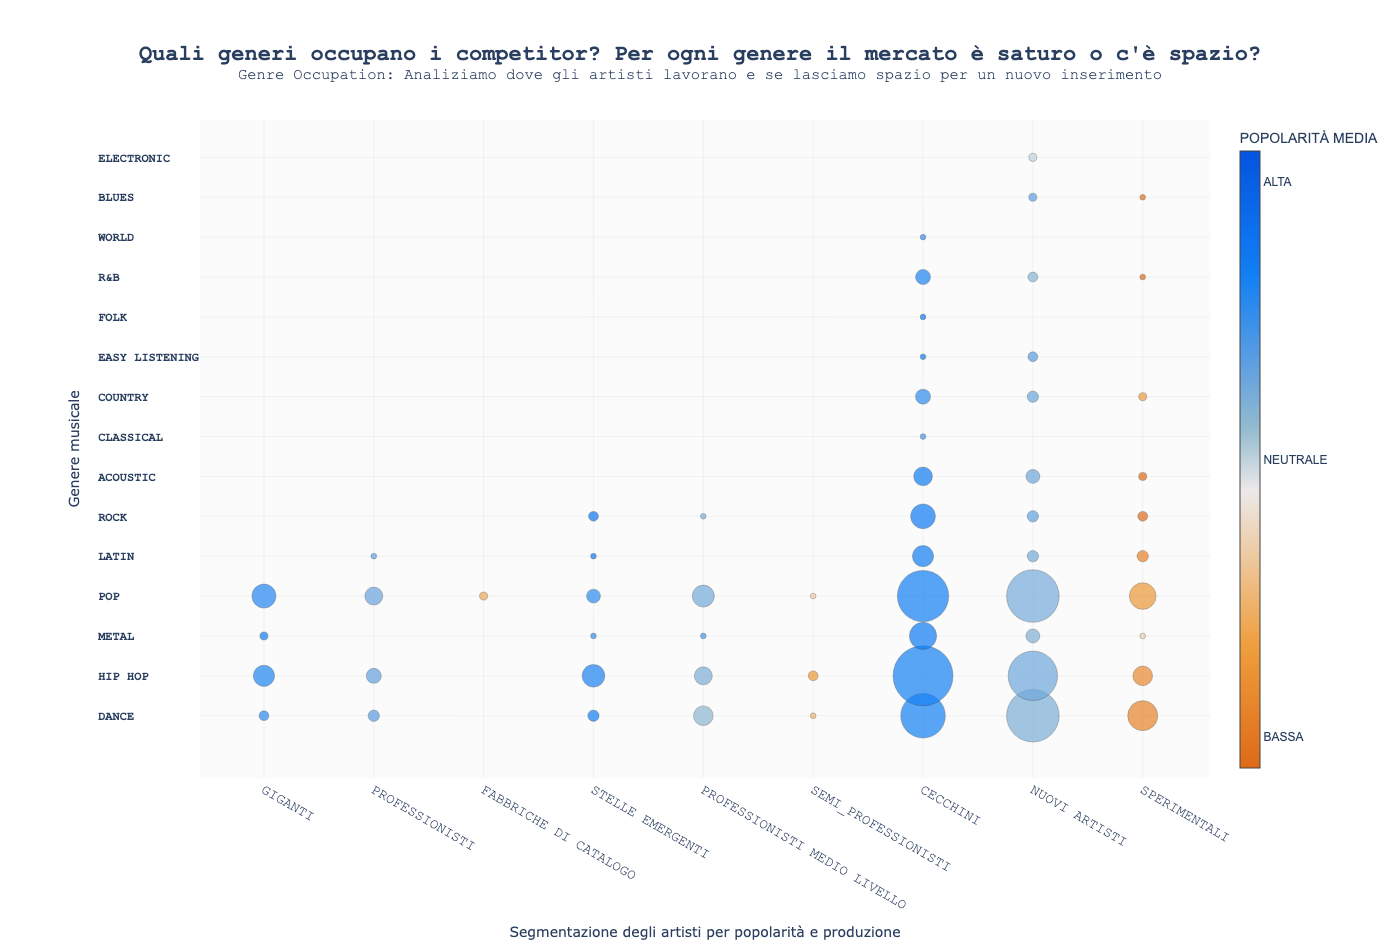 Quali generi occupano i competitor? Per ogni genere il mercato è saturo o c'è spazio?
Genre Occupation: Analiziamo dove gli artisti lavorano e se lasciamo spazio per un nuovo inserimento
POPOLARITÀ MEDIA
ALTA
NEUTRALE
BASSA
Genere musicale
ELECTRONIC
BLUES
WORLD
R&B
FOLK
EASY LISTENING
COUNTRY
CLASSICAL
ACOUSTIC
ROCK
LATIN
POP
METAL
HIP HOP
DANCE
GIGANTI
PROFESSIONISTI
FABBRICHE DI CATALOGO
STELLE EMERGENTI
PROFESSIONISTI MEDIO LIVELLO
SEMI_PROFESSIONISTI
CECCHINI
NUOVI ARTISTI
SPERIMENTALI
Segmentazione degli artisti per popolarità e produzione